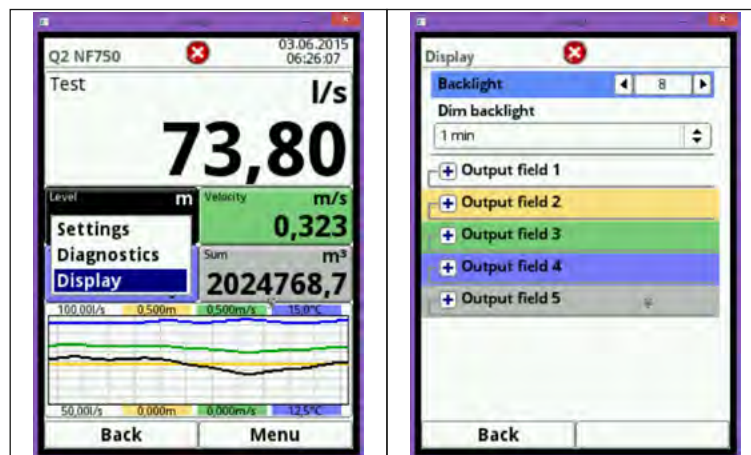 Q2 NF750
03.06.2015
06:26:07
Test
l/s
73,80
Level m
Velocity m/s
0,323
Settings
Diagnostics
Display
Sum m³
2024768,7
100,00l/s 0,500m 0,500m/s 15,0°C
50,00l/s 0,000m 0,000m/s 12,5°C
Back Menu
Display
Backlight 8
Dim backlight
1 min
Output field 1
Output field 2
Output field 3
Output field 4
Output field 5
Back